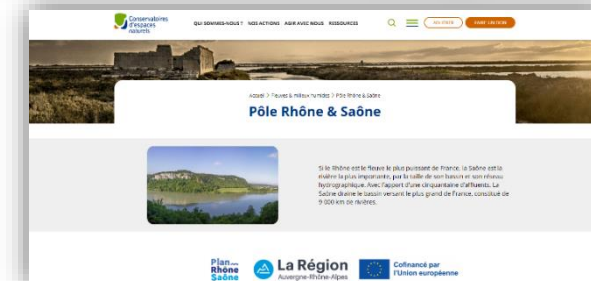 Conservatoires
d'espaces
naturels
QUI SOMMES-NOUS ? NOS ACTIONS AGIR AVEC NOUS RESSOURCES
FAIRE UN DON
Accueil > Fleuves & milieux humides > Pôle Rhône & Saône
Pôle Rhône & Saône
Si le Rhône est le fleuve le plus puissant de France, la Saône est la
rivière la plus importante, par la taille de son bassin et son réseau
hydrographique. Avec l'apport d'une cinquantaine d'affluents, La
Saône draine le bassin versant le plus grand de France, constitué de
9 000 km de rivières.
Plan
Rhône
Saône
La Région
Auvergne-Rhône-Alpes
Cofinancé par
l'Union européenne